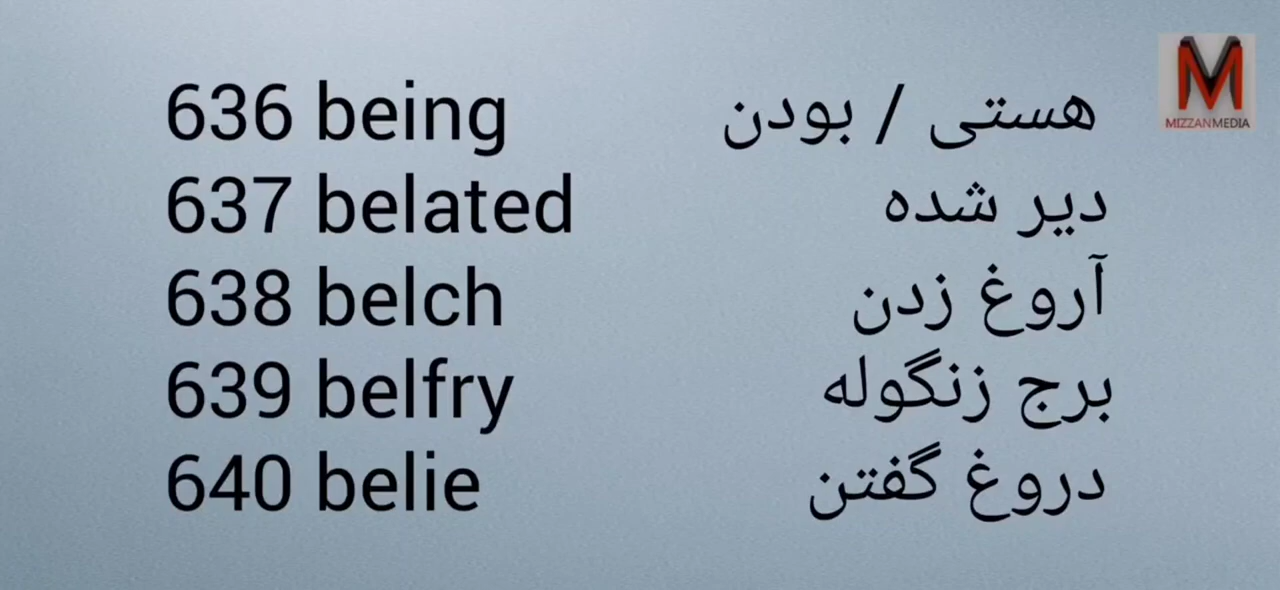 636 being هستی / بودن
637 belated دیر شده
638 belch آروغ زدن
639 belfry برج زنگوله
640 belie دروغ گفتن
M
MIZZANMEDIA